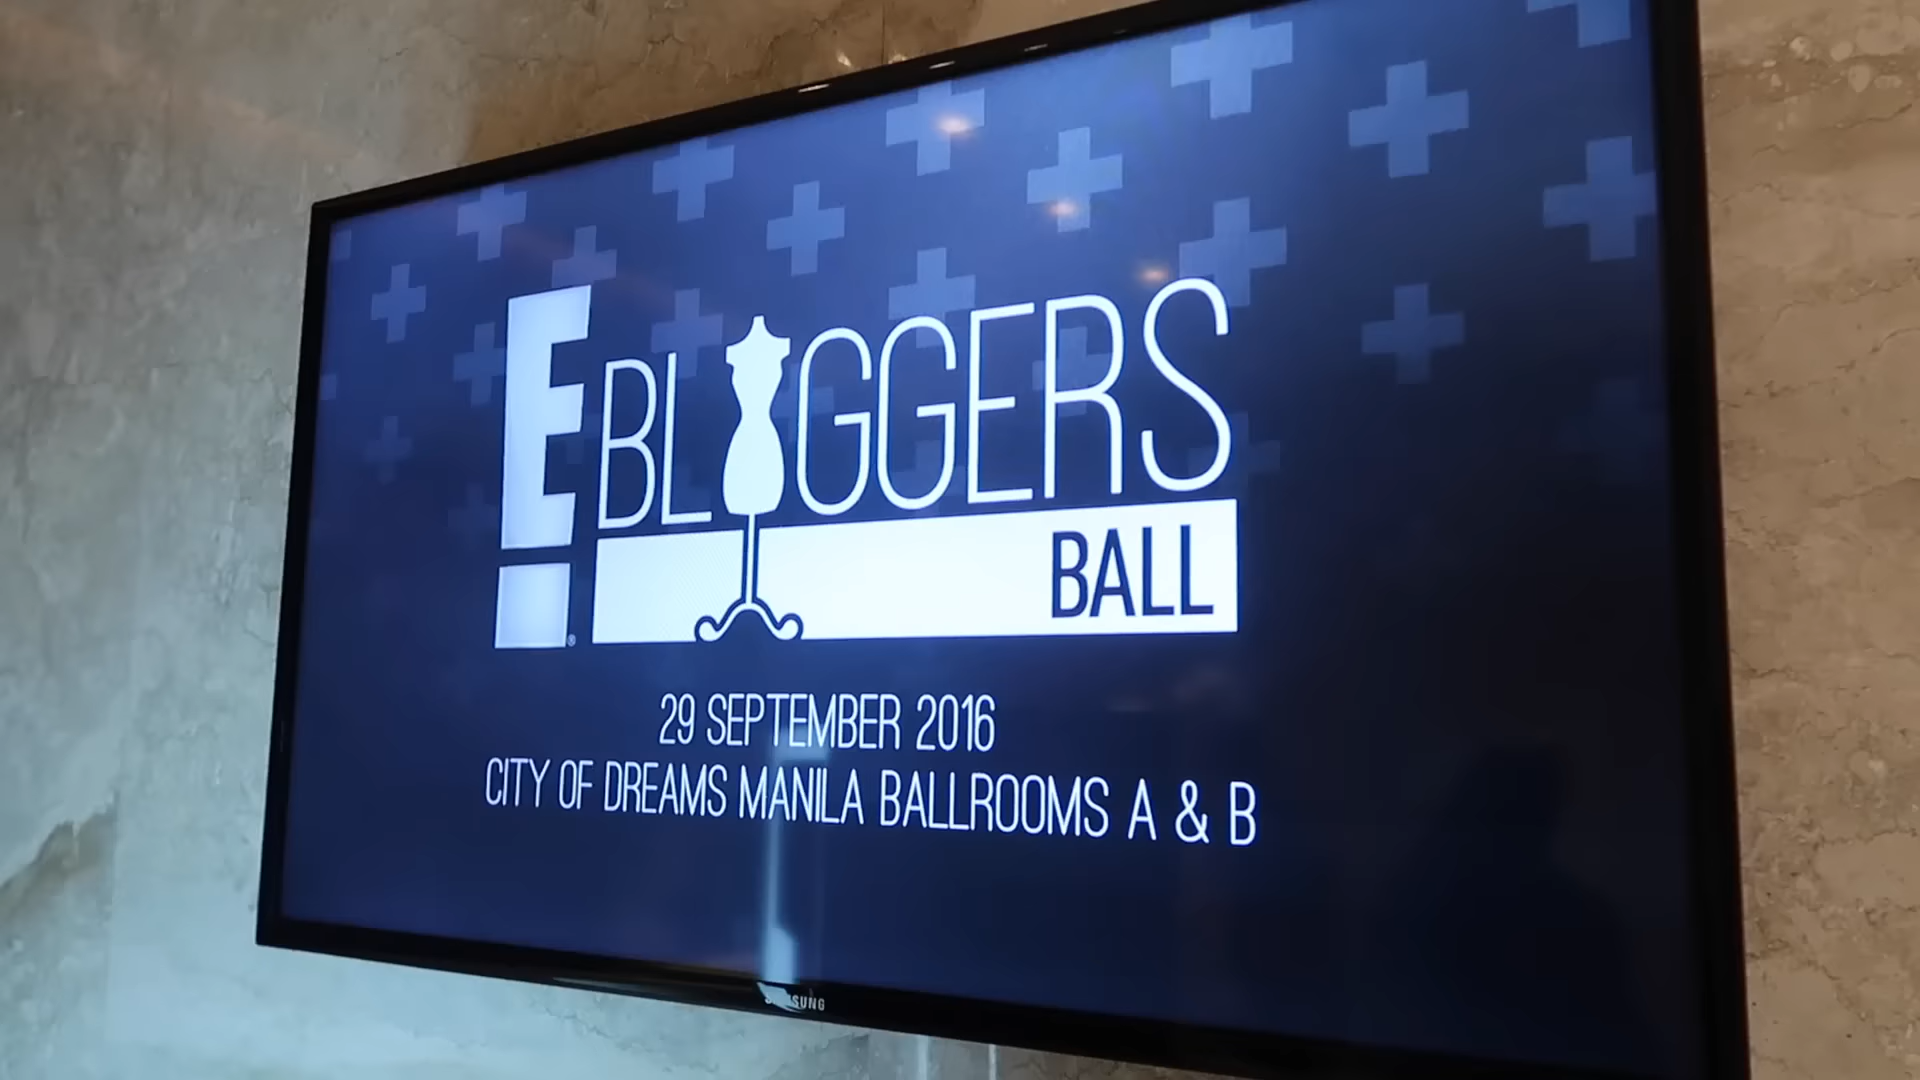 E! BLOGGERS
BALL
29 SEPTEMBER 2016
CITY OF DREAMS MANILA BALLROOMS A & B
SAMSUNG